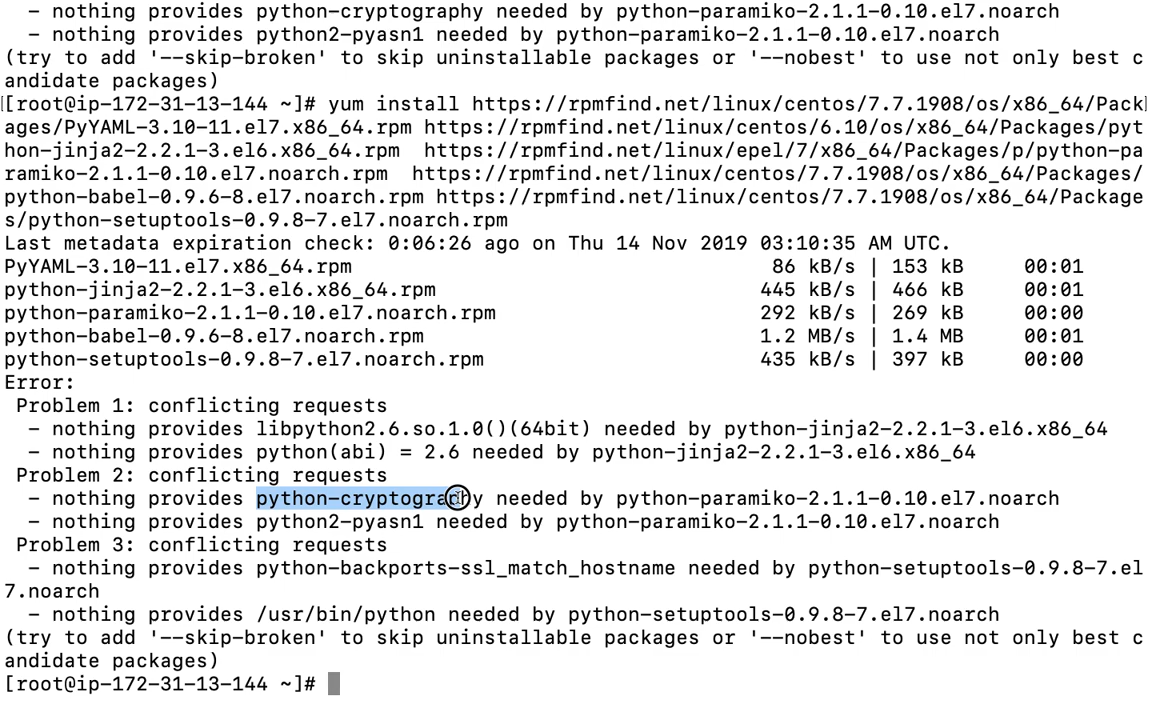 - nothing provides python-cryptography needed by python-paramiko-2.1.1-0.10.el7.noarch
  - nothing provides python2-pyasn1 needed by python-paramiko-2.1.1-0.10.el7.noarch
(try to add '--skip-broken' to skip uninstallable packages or '--nobest' to use not only best c
andidate packages)
[root@ip-172-31-13-144 ~]# yum install https://rpmfind.net/linux/centos/7.7.1908/os/x86_64/Pack
ages/PyYAML-3.10-11.el7.x86_64.rpm https://rpmfind.net/linux/centos/6.10/os/x86_64/Packages/pyt
hon-jinja2-2.2.1-3.el6.x86_64.rpm  https://rpmfind.net/linux/epel/7/x86_64/Packages/p/python-pa
ramiko-2.1.1-0.10.el7.noarch.rpm  https://rpmfind.net/linux/centos/7.7.1908/os/x86_64/Packages/
python-babel-0.9.6-8.el7.noarch.rpm https://rpmfind.net/linux/centos/7.7.1908/os/x86_64/Package
s/python-setuptools-0.9.8-7.el7.noarch.rpm
Last metadata expiration check: 0:06:26 ago on Thu 14 Nov 2019 03:10:35 AM UTC.
PyYAML-3.10-11.el7.x86_64.rpm                                   86 kB/s | 153 kB     00:01
python-jinja2-2.2.1-3.el6.x86_64.rpm                           445 kB/s | 466 kB     00:01
python-paramiko-2.1.1-0.10.el7.noarch.rpm                      292 kB/s | 269 kB     00:00
python-babel-0.9.6-8.el7.noarch.rpm                            1.2 MB/s | 1.4 MB     00:01
python-setuptools-0.9.8-7.el7.noarch.rpm                       435 kB/s | 397 kB     00:00
Error:
 Problem 1: conflicting requests
  - nothing provides libpython2.6.so.1.0()(64bit) needed by python-jinja2-2.2.1-3.el6.x86_64
  - nothing provides python(abi) = 2.6 needed by python-jinja2-2.2.1-3.el6.x86_64
 Problem 2: conflicting requests
  - nothing provides python-cryptography needed by python-paramiko-2.1.1-0.10.el7.noarch
  - nothing provides python2-pyasn1 needed by python-paramiko-2.1.1-0.10.el7.noarch
 Problem 3: conflicting requests
  - nothing provides python-backports-ssl_match_hostname needed by python-setuptools-0.9.8-7.el
7.noarch
  - nothing provides /usr/bin/python needed by python-setuptools-0.9.8-7.el7.noarch
(try to add '--skip-broken' to skip uninstallable packages or '--nobest' to use not only best c
andidate packages)
[root@ip-172-31-13-144 ~]#